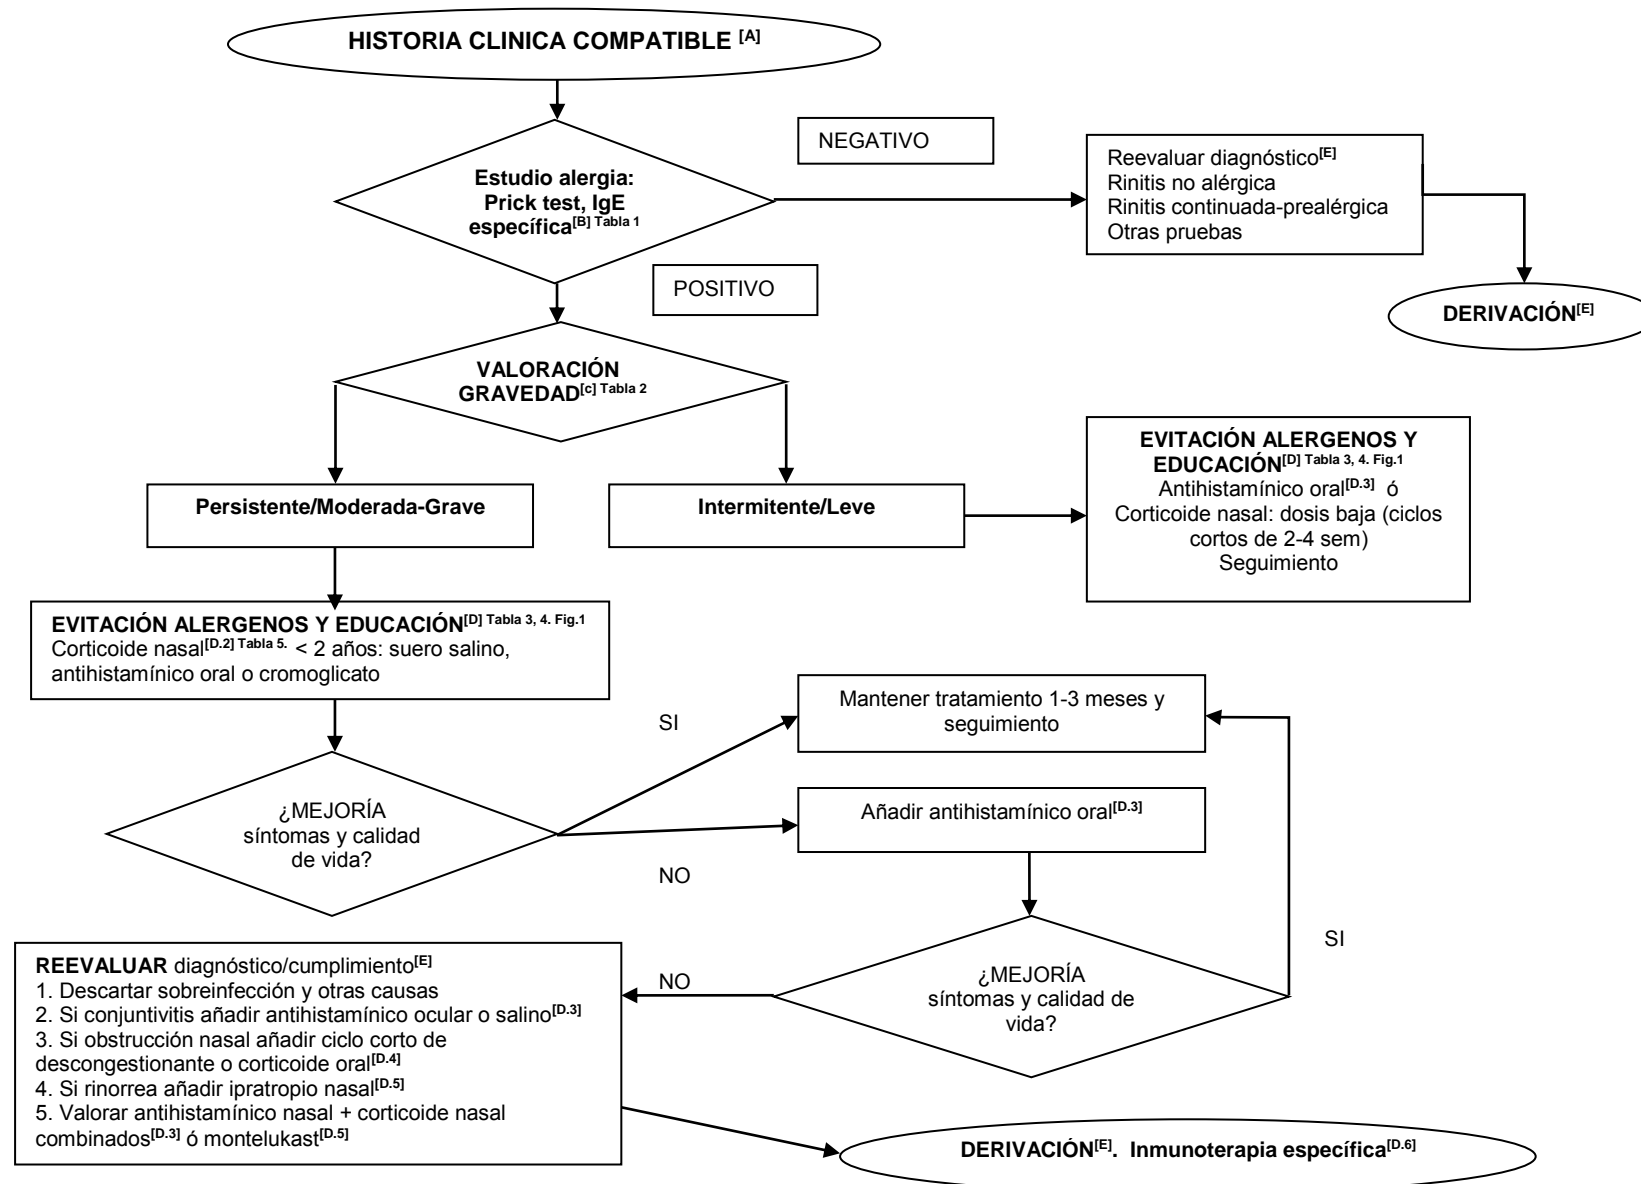 HISTORIA CLINICA COMPATIBLE [A]
NEGATIVO
Estudio alergia:
Prick test, IgE
específica[B] Tabla 1
Reevaluar diagnóstico[E]
Rinitis no alérgica
Rinitis continuada-prealérgica
Otras pruebas
POSITIVO
DERIVACIÓN[E]
VALORACIÓN
GRAVEDAD[c] Tabla 2
EVITACIÓN ALERGENOS Y
EDUCACIÓN[D] Tabla 3, 4. Fig.1
Antihistamínico oral[D.3] ó
Corticoide nasal: dosis baja (ciclos
cortos de 2-4 sem)
Seguimiento
Persistente/Moderada-Grave
Intermitente/Leve
EVITACIÓN ALERGENOS Y EDUCACIÓN[D] Tabla 3, 4. Fig.1
Corticoide nasal[D.2] Tabla 5. < 2 años: suero salino,
antihistamínico oral o cromoglicato
SI
Mantener tratamiento 1-3 meses y
seguimiento
¿MEJORÍA
síntomas y calidad
de vida?
Añadir antihistamínico oral[D.3]
NO
SI
NO
¿MEJORÍA
síntomas y calidad de
vida?
REEVALUAR diagnóstico/cumplimiento[E]
1. Descartar sobreinfección y otras causas
2. Si conjuntivitis añadir antihistamínico ocular o salino[D.3]
3. Si obstrucción nasal añadir ciclo corto de
descongestionante o corticoide oral[D.4]
4. Si rinorrea añadir ipratropio nasal[D.5]
5. Valorar antihistamínico nasal + corticoide nasal
combinados[D.3] ó montelukast[D.5]
DERIVACIÓN[E]. Inmunoterapia específica[D.6]